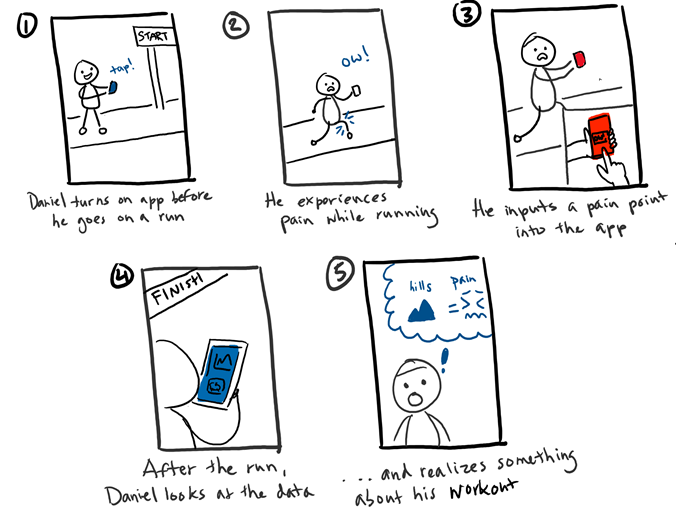 1
START
tap!
Daniel turns on app before
he goes on a run
2
OW!
He experiences
pain while running
3
He inputs a pain point
into the app
4
FINISH!
After the run,
Daniel looks at the data
5
hills pain
=
!
....and realizes something
about his workout